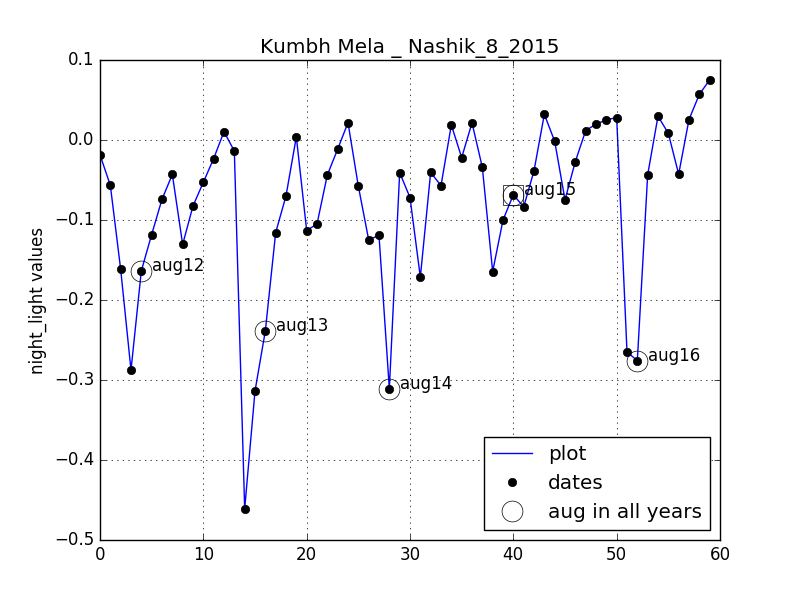 Kumbh Mela _ Nashik_8_2015
night_light values
0.1
0.0
−0.1
−0.2
−0.3
−0.4
−0.5
0
10
20
30
40
50
60
aug12
aug13
aug14
aug15
aug16
plot
dates
aug in all years